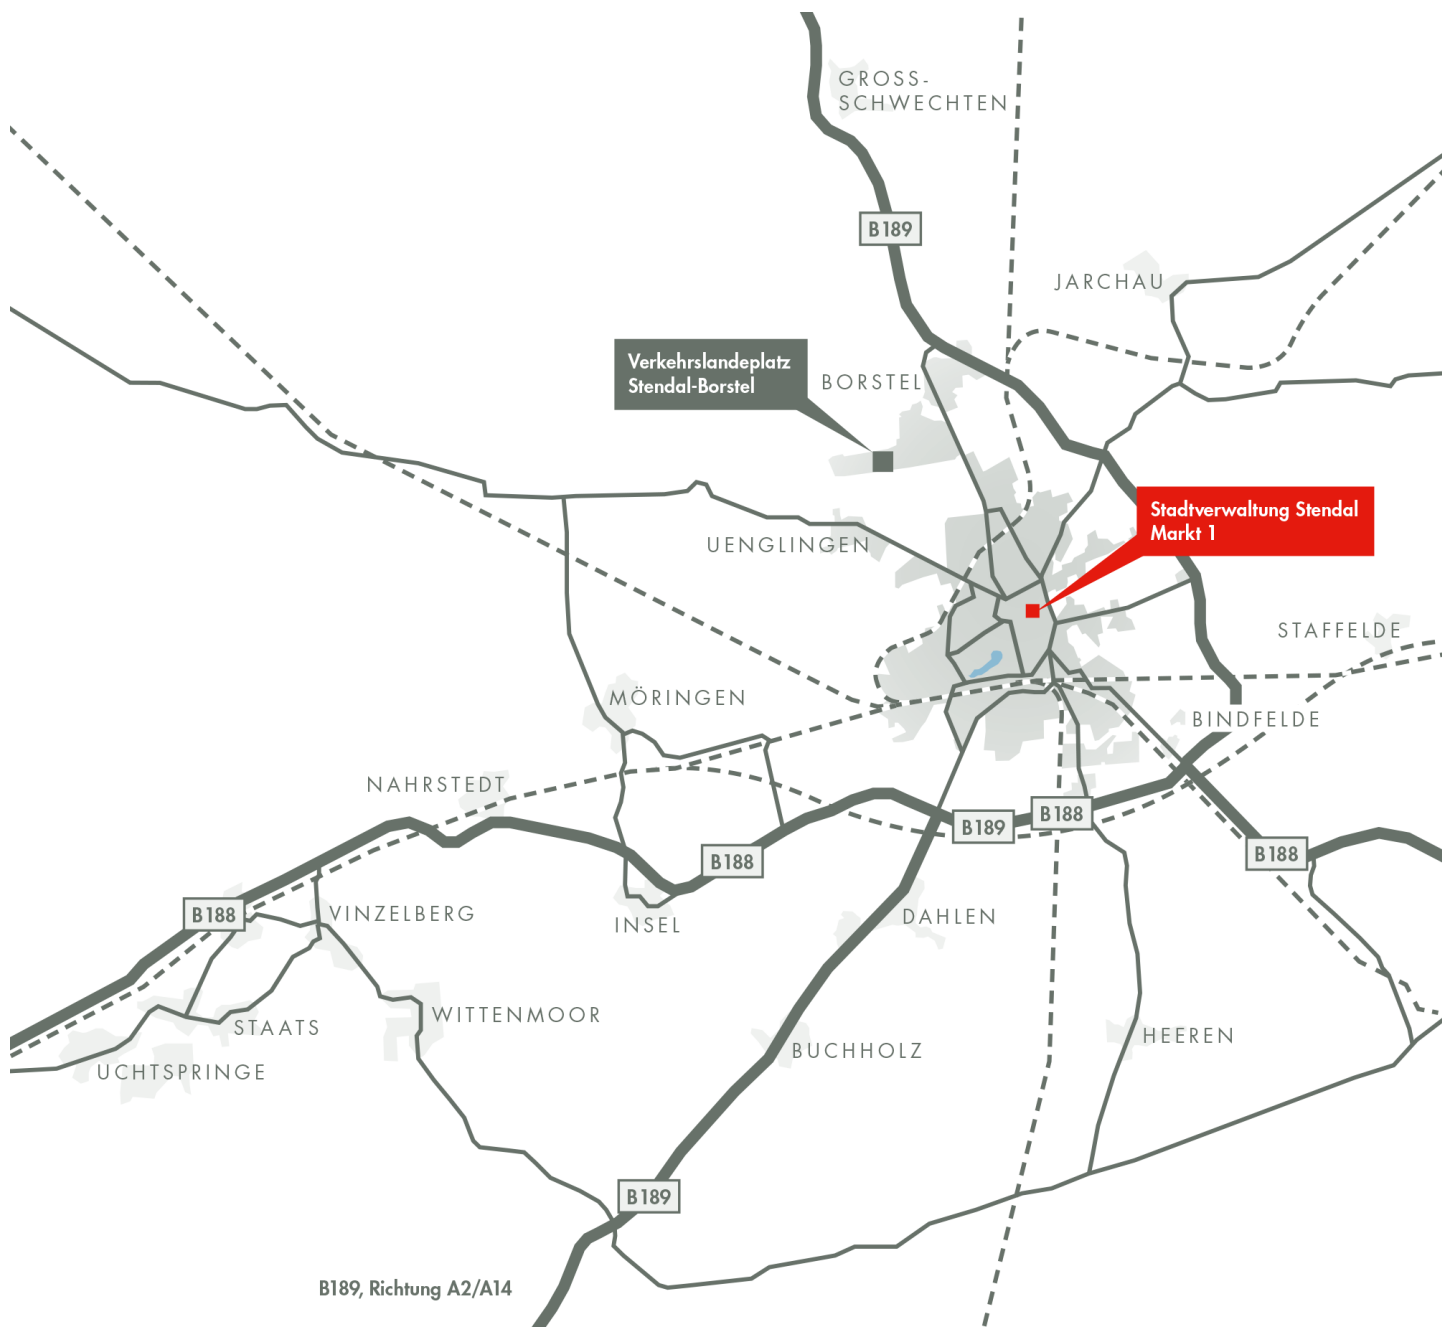 GROSS-
SCHWECHTEN
B189
JARCHAU
Verkehrslandeplatz
Stendal-Borstel
BORSTEL
Stadtverwaltung Stendal
Markt 1
UENGLINGEN
STAFFELDE
MÖRINGEN
BINDFELDE
NAHRSTEDT
B188
B189
B188
B188
B188
VINZELBERG
INSEL
DAHLEN
WITTENMOOR
STAATS
HEEREN
BUCHHOLZ
UCHTSPRINGE
B189
B189, Richtung A2/A14